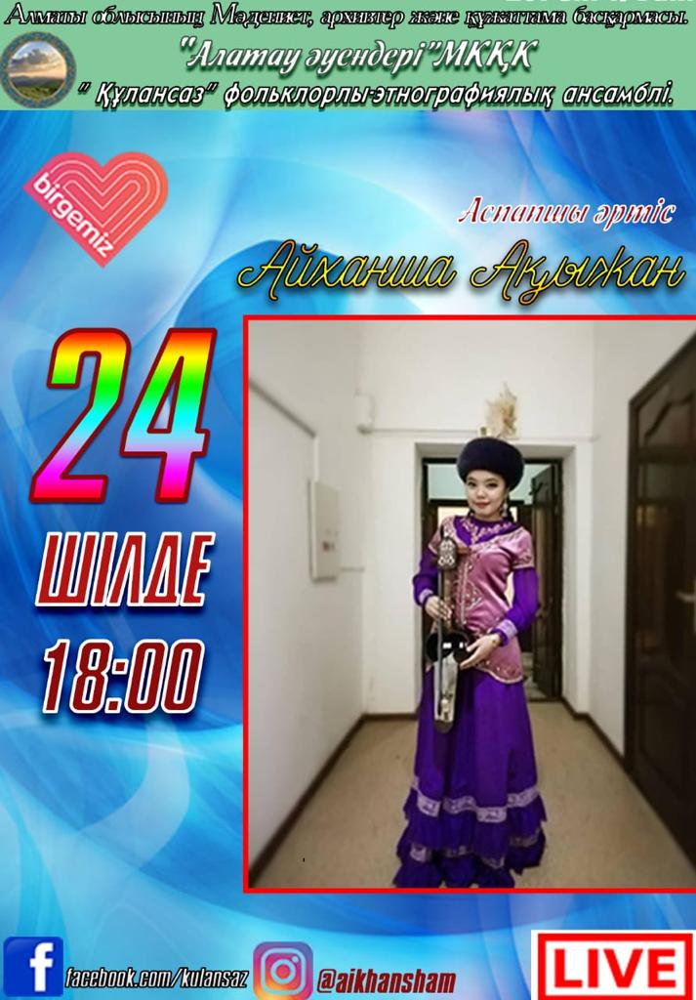 Алматы облысының Мәдениет, архивтер және құжаттама басқармасы.
"Алатау әуендері"МКҚК
" Құлансаз" фольклорлы-этнографиялық ансамблі.
birgemiz
Аспапшы әртіс
Айханша Ақыжан
24
ШІЛДЕ
18:00
facebook.com/kulansaz
@aikhansham
LIVE